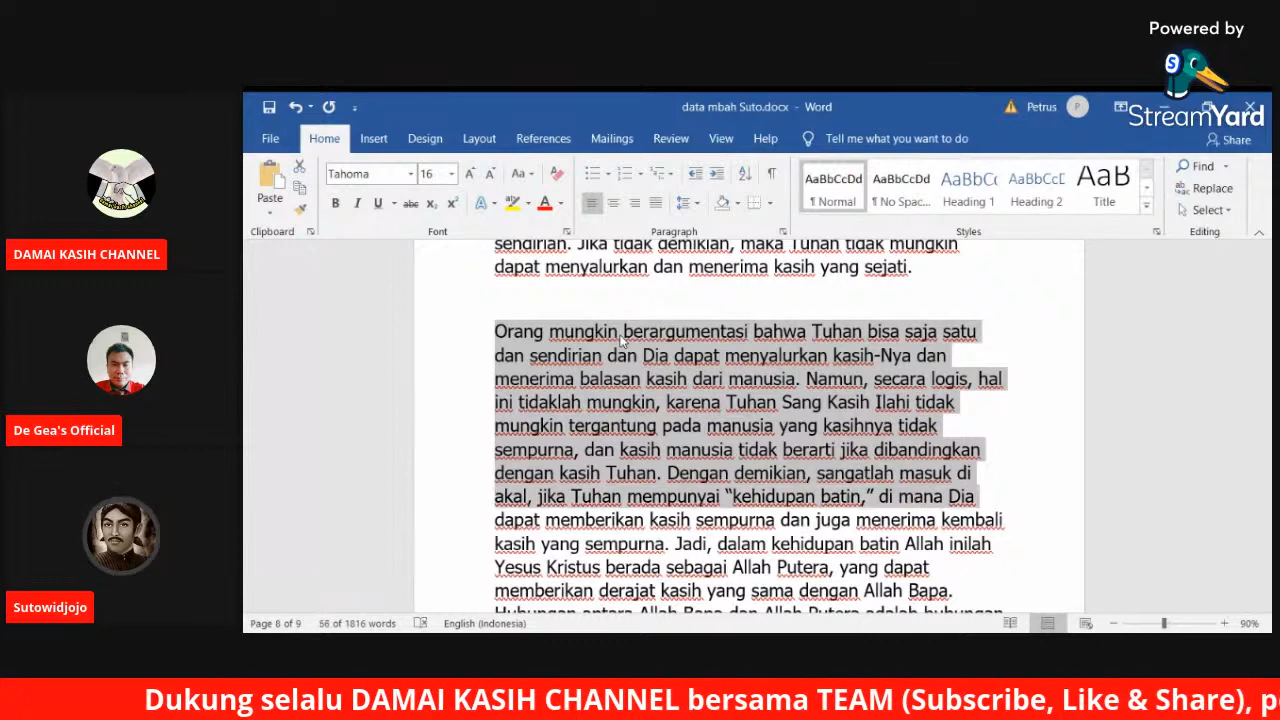 Powered by
StreamYard
data mbah Suto.docx - Word
Petrus
P
File Home Insert Design Layout References Mailings Review View Help Tell me what you want to do
Share
Paste
Tahoma 16
Clipboard Font Paragraph Styles Editing
AaBbCcDd AaBbCcDd AaBbCc AaBbCcD AaB
¶ Normal ¶ No Spac... Heading 1 Heading 2 Title
Find
Replace
Select
sendirian. Jika tidak demikian, maka Tuhan tidak mungkin
dapat menyalurkan dan menerima kasih yang sejati.
Orang mungkin berargumentasi bahwa Tuhan bisa saja satu
dan sendirian dan Dia dapat menyalurkan kasih-Nya dan
menerima balasan kasih dari manusia. Namun, secara logis, hal
ini tidaklah mungkin, karena Tuhan Sang Kasih Ilahi tidak
mungkin tergantung pada manusia yang kasihnya tidak
sempurna, dan kasih manusia tidak berarti jika dibandingkan
dengan kasih Tuhan. Dengan demikian, sangatlah masuk di
akal, jika Tuhan mempunyai “kehidupan batin,” di mana Dia
dapat memberikan kasih sempurna dan juga menerima kembali
kasih yang sempurna. Jadi, dalam kehidupan batin Allah inilah
Yesus Kristus berada sebagai Allah Putera, yang dapat
memberikan derajat kasih yang sama dengan Allah Bapa.
Hubungan antara Allah Bapa dan Allah Putera adalah hubungan
Page 8 of 9 56 of 1816 words English (Indonesia) 90%
DAMAI KASIH CHANNEL
De Gea's Official
Sutowidjojo
Dukung selalu DAMAI KASIH CHANNEL bersama TEAM (Subscribe, Like & Share), p